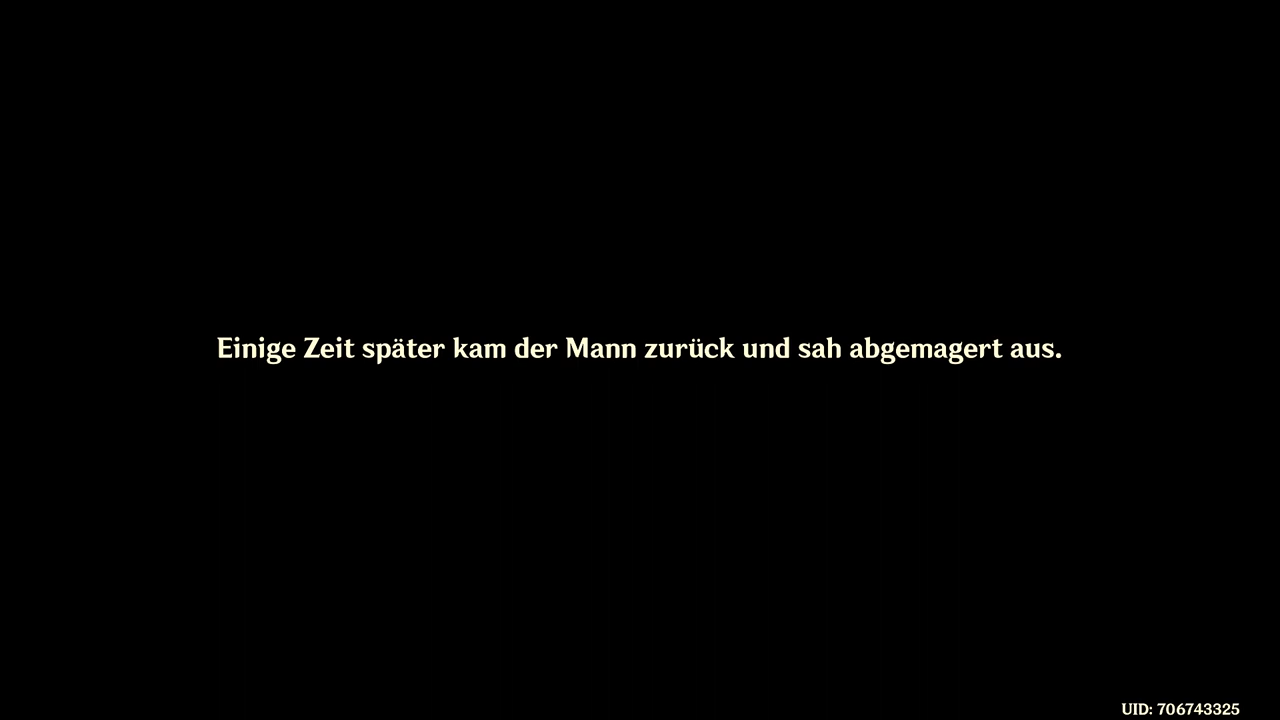 Einige Zeit später kam der Mann zurück und sah abgemagert aus.
UID: 706743325